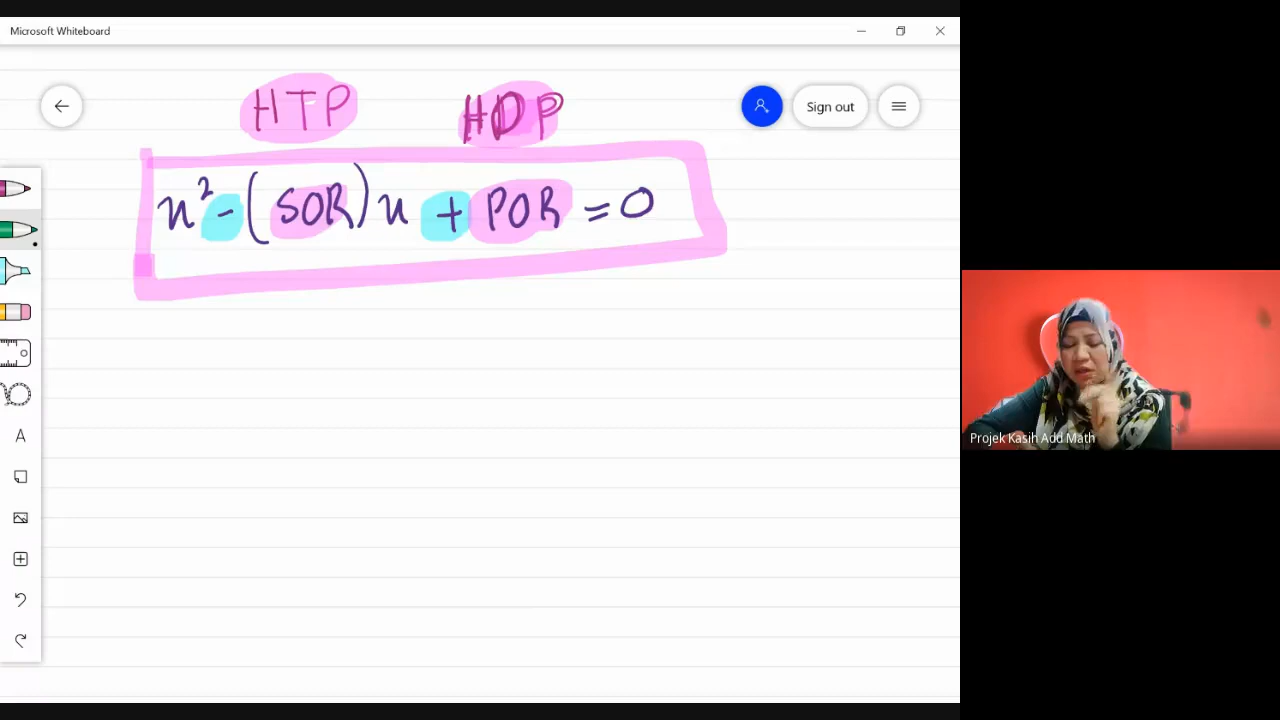 Microsoft Whiteboard
Sign out
HTP HDP
x² - (SOR)x + POR = 0
A
Projek Kasih Add Math